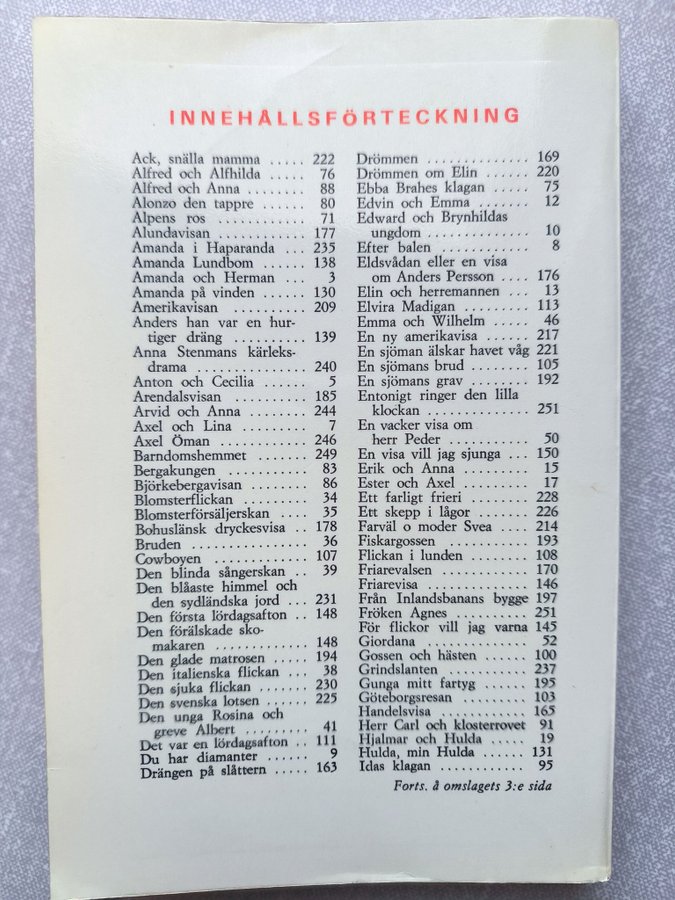 INNEHÅLLSFÖRTECKNING
Ack, snälla mamma ..... 222
Alfred och Alfhilda ..... 76
Alfred och Anna ........ 88
Alonzo den tappre ...... 80
Alpens ros ............ 71
Alundavisan .......... 177
Amanda i Haparanda ... 235
Amanda Lundbom ...... 138
Amanda och Herman ... 3
Amanda på vinden ...... 130
Amerikavisan .......... 209
Anders han var en hur-
tiger dräng .......... 139
Anna Stenmans kärleks-
drama ............... 240
Anton och Cecilia ....... 5
Arendalsvisan .......... 185
Arvid och Anna ........ 244
Axel och Lina .......... 7
Axel Öman ............ 246
Barndomshemmet ....... 249
Bergakungen .......... 83
Björkebergavisan ........ 86
Blomsterflickan ......... 34
Blomsterförsäljerskan .... 35
Bohuslänsk dryckesvisa .. 178
Bruden ............... 36
Cowboyen ............ 107
Den blinda sångerskan .. 39
Den blåaste himmel och
den sydländska jord ... 231
Den första lördagsafton .. 148
Den förälskade sko-
makaren ............. 148
Den glade matrosen ..... 194
Den italienska flickan ... 38
Den sjuka flickan ....... 230
Den svenska lotsen ...... 225
Den unga Rosina och
greve Albert .......... 41
Det var en lördagsafton .. 111
Du har diamanter ...... 9
Drängen på slåttern .... 163
Drömmen .............. 169
Drömmen om Elin ...... 220
Ebba Brahes klagan ..... 75
Edvin och Emma ........ 12
Edward och Brynhildas
ungdom ............. 10
Efter balen ............ 8
Eldsvådan eller en visa
om Anders Persson .... 176
Elin och herremannen ... 13
Elvira Madigan ......... 113
Emma och Wilhelm ..... 46
En ny amerikavisa ...... 217
En sjöman älskar havet våg 221
En sjömans brud ........ 105
En sjömans grav ........ 192
Entonigt ringer den lilla
klockan ............. 251
En vacker visa om
herr Peder ........... 50
En visa vill jag sjunga ... 150
Erik och Anna .......... 15
Ester och Axel .......... 17
Ett farligt frieri ........ 228
Ett skepp i lågor ........ 226
Farväl o moder Svea .... 214
Fiskargossen ........... 193
Flickan i lunden ........ 108
Friarevalsen ........... 170
Friarevisa ............. 146
Från Inlandsbanans bygge 197
Fröken Agnes .......... 251
För flickor vill jag varna 145
Giordana .............. 52
Gossen och hästen ...... 100
Grindslanten ........... 237
Gunga mitt fartyg ...... 195
Göteborgsresan ......... 103
Handelsvisa ............ 165
Herr Carl och klosterrovet 91
Hjalmar och Hulda ..... 19
Hulda, min Hulda ...... 131
Idas klagan ............ 95
Forts. å omslagets 3:e sida